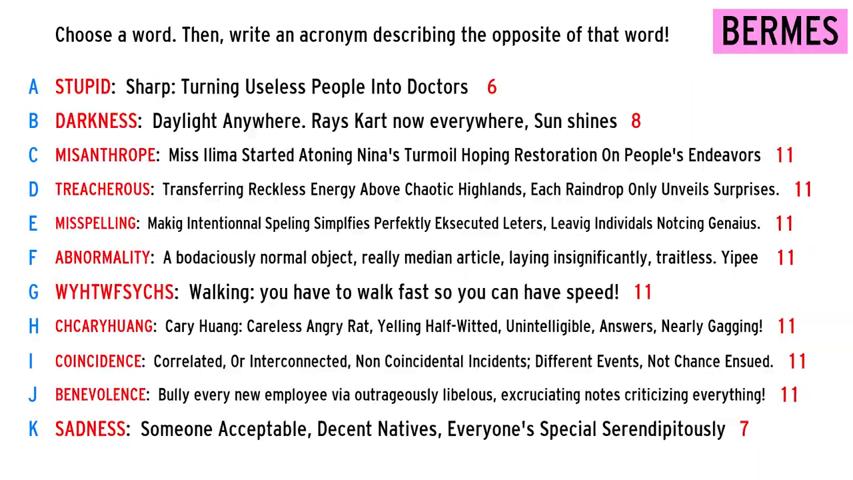 Choose a word. Then, write an acronym describing the opposite of that word!
BERMES
A STUPID: Sharp: Turning Useless People Into Doctors 6
B DARKNESS: Daylight Anywhere. Rays Kart now everywhere, Sun shines 8
C MISANTHROPE: Miss Ilima Started Atoning Nina's Turmoil Hoping Restoration On People's Endeavors 11
D TREACHEROUS: Transferring Reckless Energy Above Chaotic Highlands, Each Raindrop Only Unveils Surprises. 11
E MISSPELLING: Makig Intentionnal Speling Simplfies Perfektly Eksecuted Leters, Leavig Individals Notcing Genaius. 11
F ABNORMALITY: A bodaciously normal object, really median article, laying insignificantly, traitless. Yipee 11
G WYHTWFSYCHS: Walking: you have to walk fast so you can have speed! 11
H CHCARYHUANG: Cary Huang: Careless Angry Rat, Yelling Half-Witted, Unintelligible, Answers, Nearly Gagging! 11
I COINCIDENCE: Correlated, Or Interconnected, Non Coincidental Incidents; Different Events, Not Chance Ensued. 11
J BENEVOLENCE: Bully every new employee via outrageously libelous, excruciating notes criticizing everything! 11
K SADNESS: Someone Acceptable, Decent Natives, Everyone's Special Serendipitously 7